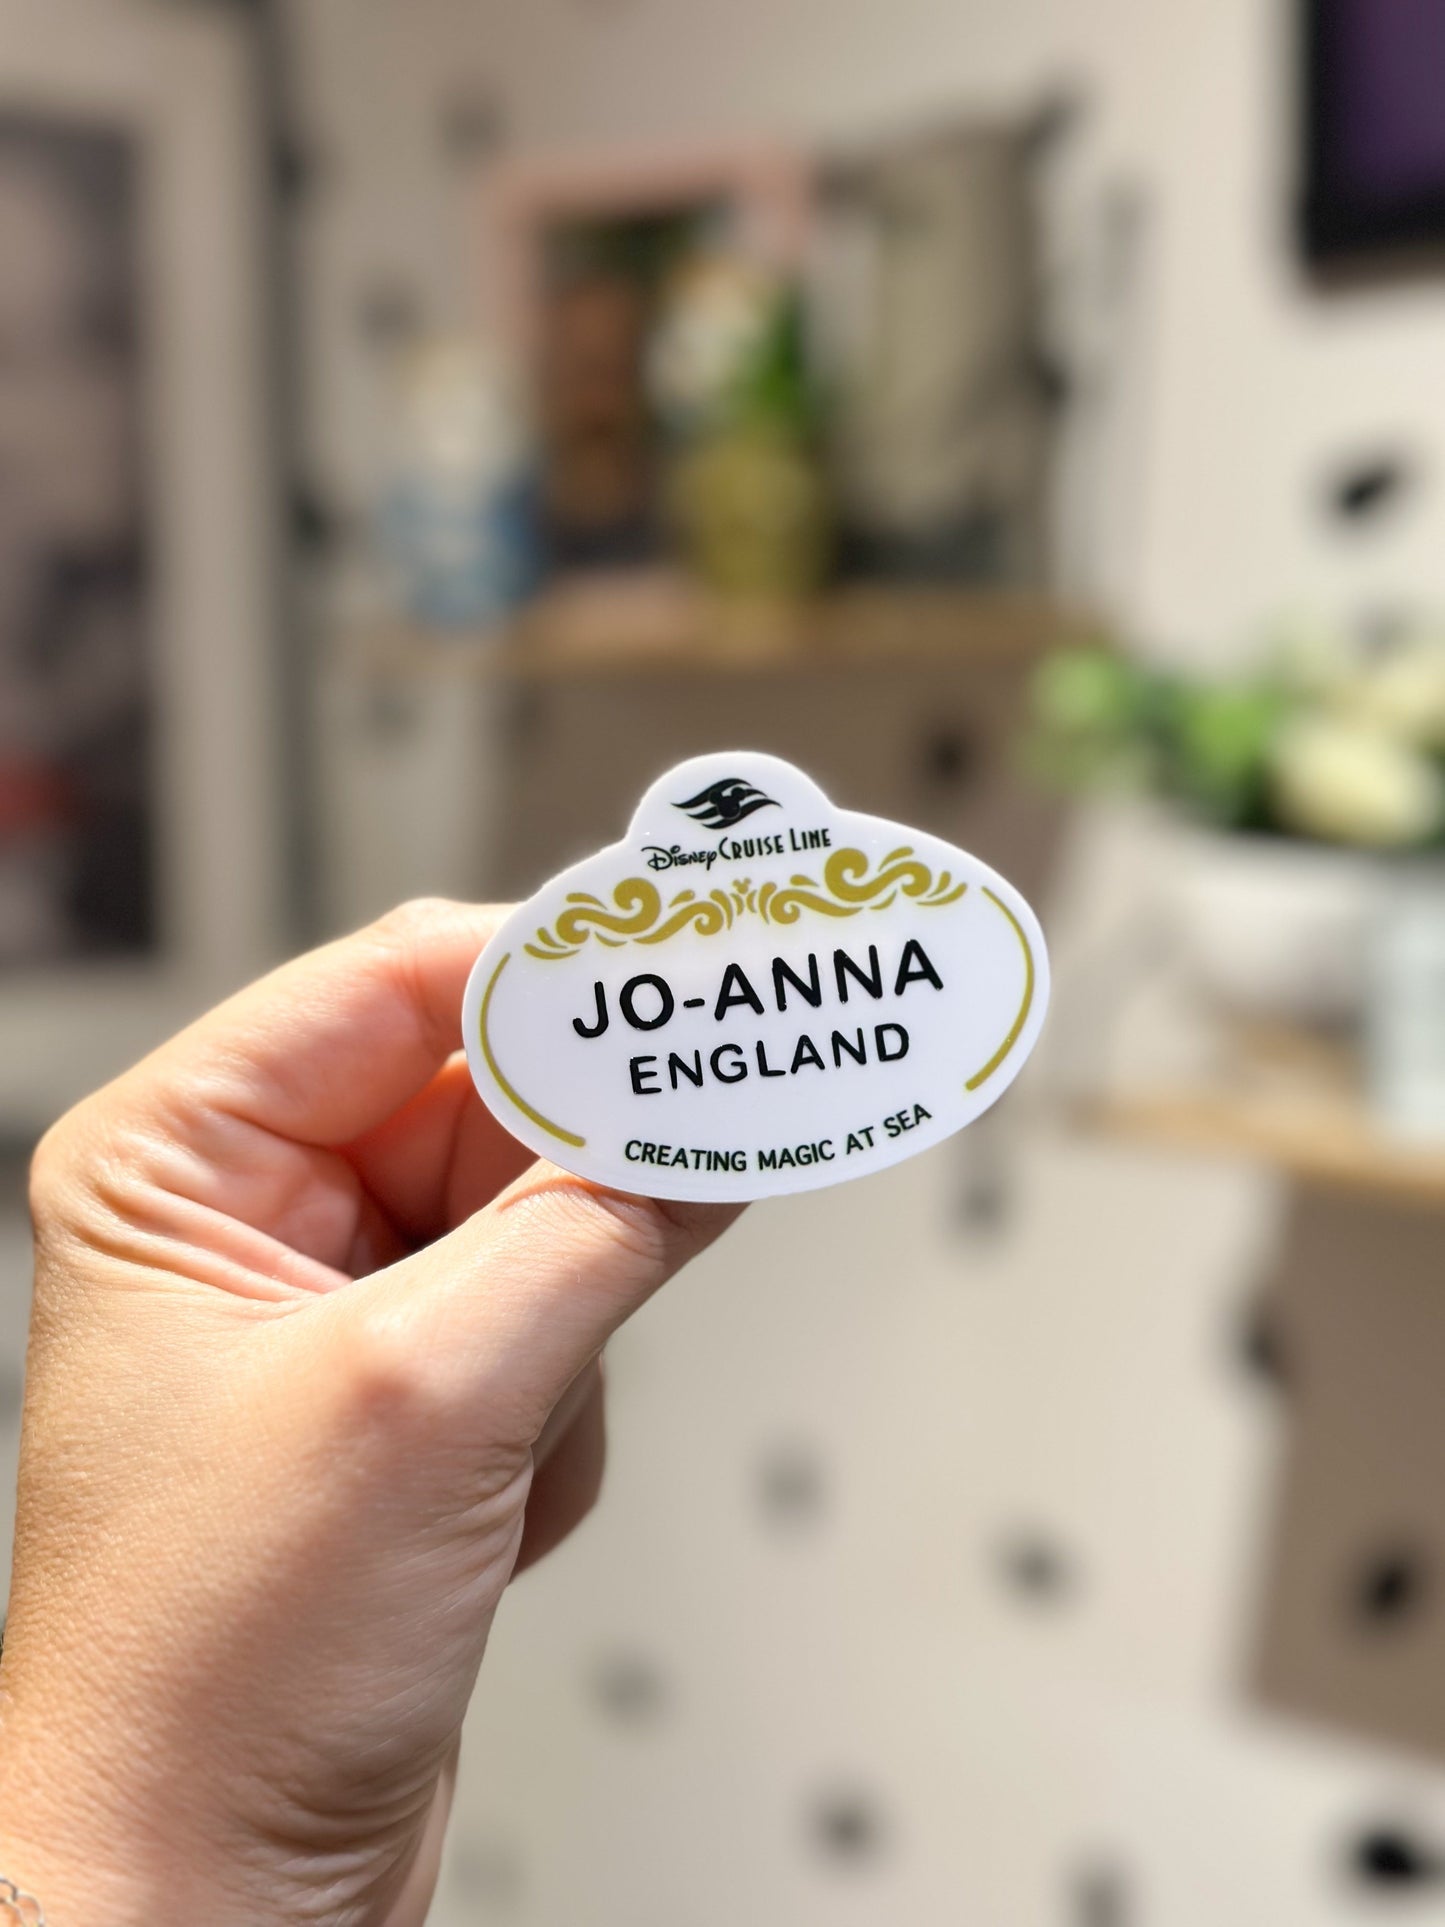 Disney Cruise Line
JO-ANNA
ENGLAND
CREATING MAGIC AT SEA